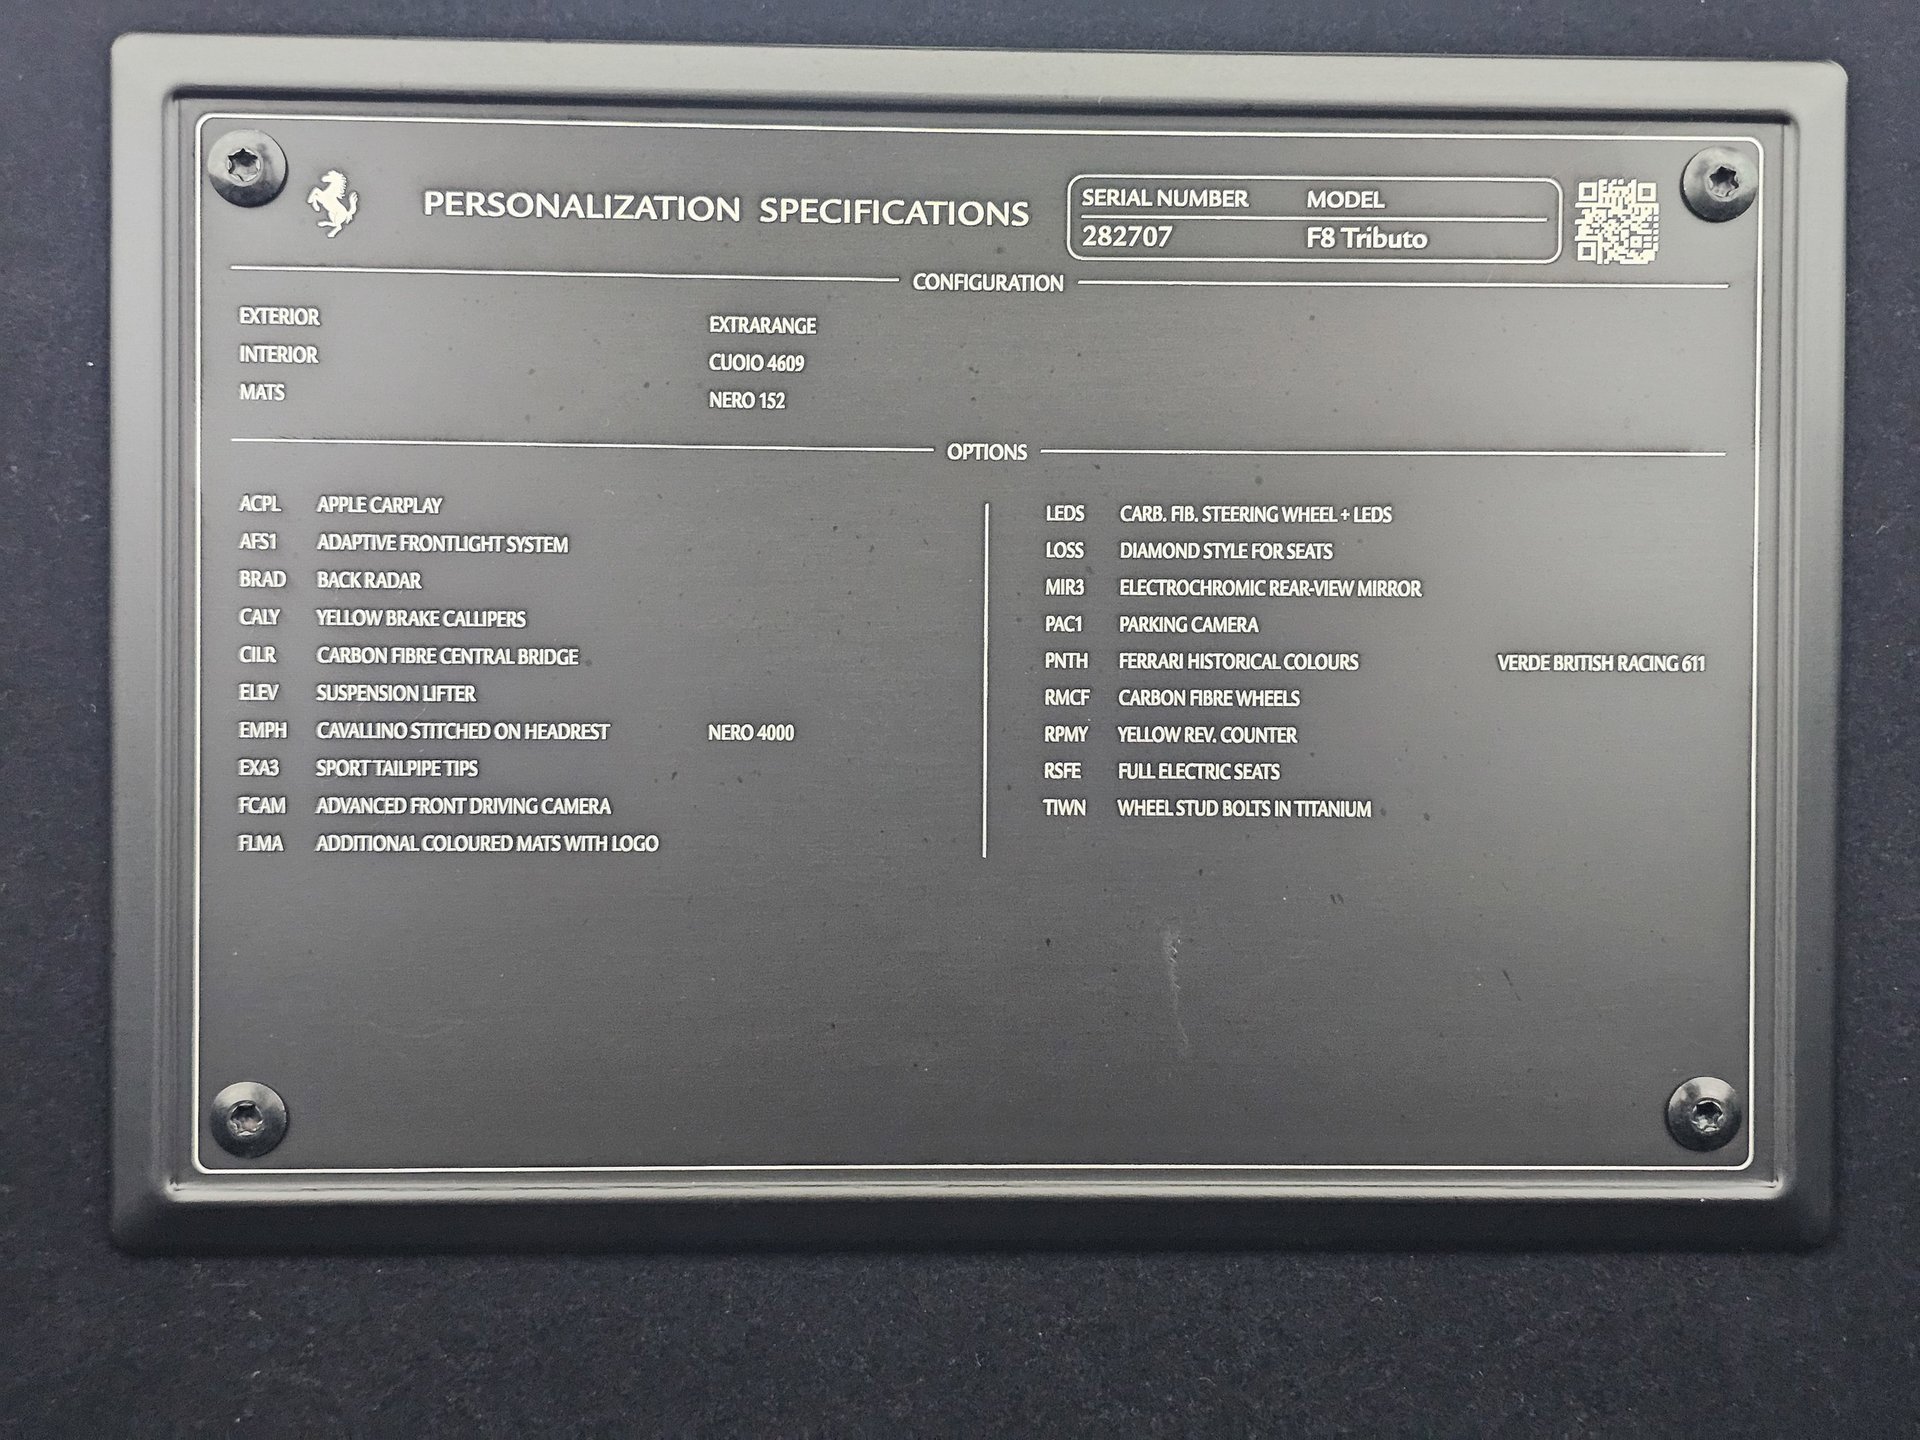 PERSONALIZATION SPECIFICATIONS
SERIAL NUMBER MODEL
282707 F8 Tributo
CONFIGURATION
EXTERIOR EXTRARANGE
INTERIOR CUOIO 4609
MATS NERO 152
OPTIONS
ACPL APPLE CARPLAY
AFS1 ADAPTIVE FRONTLIGHT SYSTEM
BRAD BACK RADAR
CALY YELLOW BRAKE CALLIPERS
CILR CARBON FIBRE CENTRAL BRIDGE
ELEV SUSPENSION LIFTER
EMPH CAVALLINO STITCHED ON HEADREST NERO 4000
EXA3 SPORT TAILPIPE TIPS
FCAM ADVANCED FRONT DRIVING CAMERA
FLMA ADDITIONAL COLOURED MATS WITH LOGO
LEDS CARB. FIB. STEERING WHEEL + LEDS
LOSS DIAMOND STYLE FOR SEATS
MIR3 ELECTROCHROMIC REAR-VIEW MIRROR
PAC1 PARKING CAMERA
PNTH FERRARI HISTORICAL COLOURS VERDE BRITISH RACING 611
RMCF CARBON FIBRE WHEELS
RPMY YELLOW REV. COUNTER
RSFE FULL ELECTRIC SEATS
TIWN WHEEL STUD BOLTS IN TITANIUM